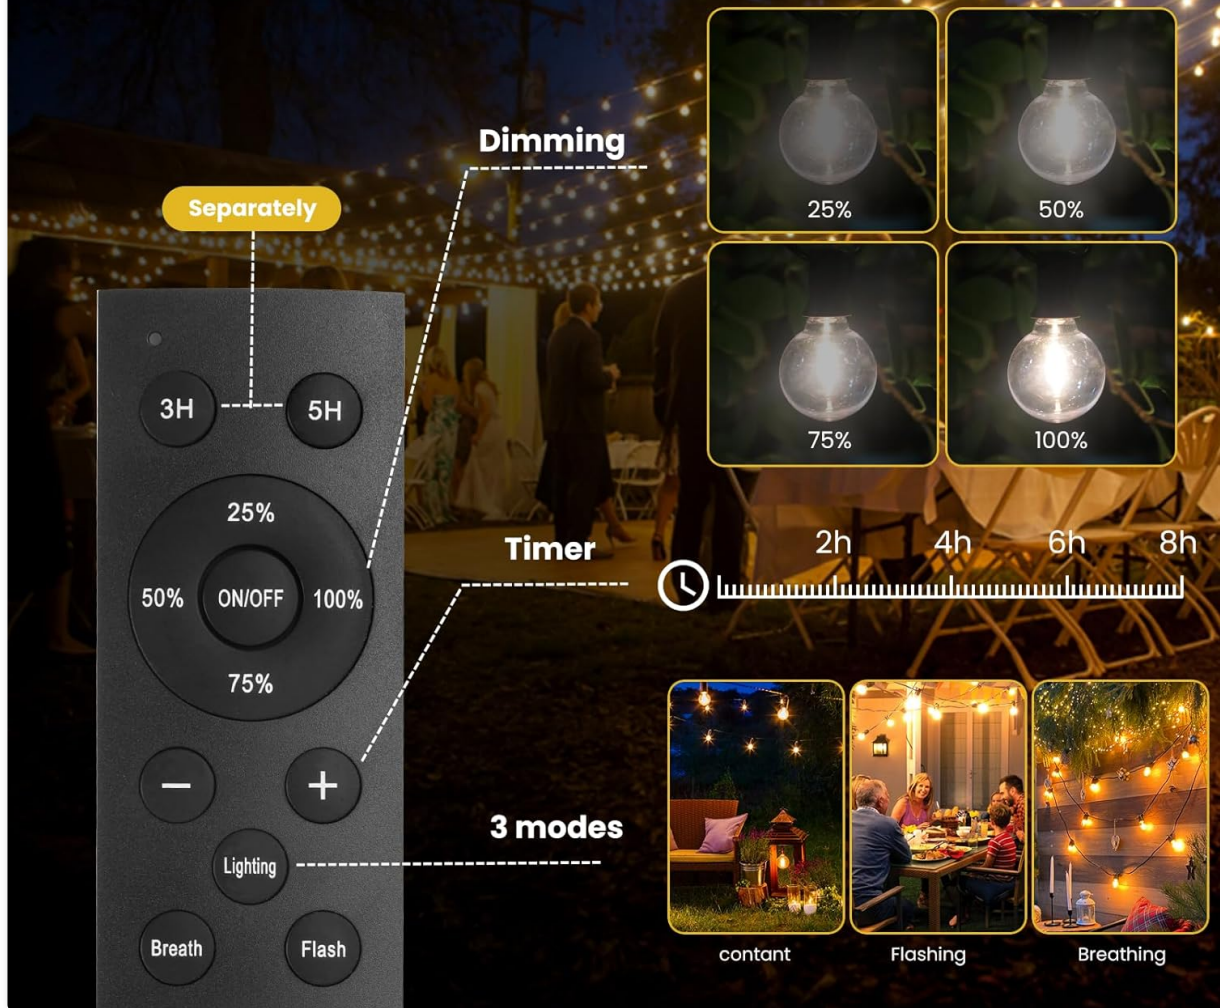 Dimming
Separately
25%
50%
75%
100%
3H
5H
25%
50%
ON/OFF
100%
75%
Timer
2h
4h
6h
8h
−
+
3 modes
Lighting
Breath
Flash
contant
Flashing
Breathing